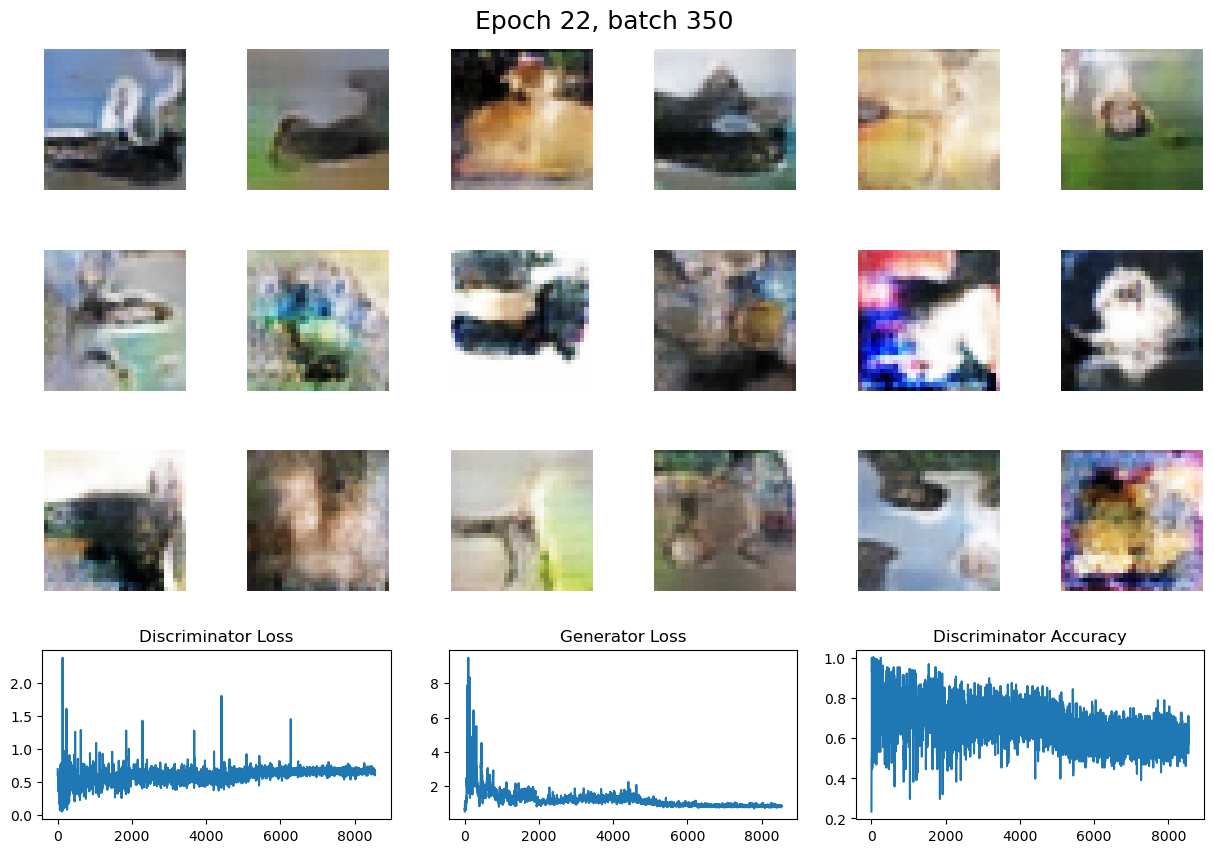 Epoch 22, batch 350
Discriminator Loss
Generator Loss
Discriminator Accuracy
2.0
1.5
1.0
0.5
0.0
0 2000 4000 6000 8000
8
6
4
2
0 2000 4000 6000 8000
1.0
0.8
0.6
0.4
0.2
0 2000 4000 6000 8000